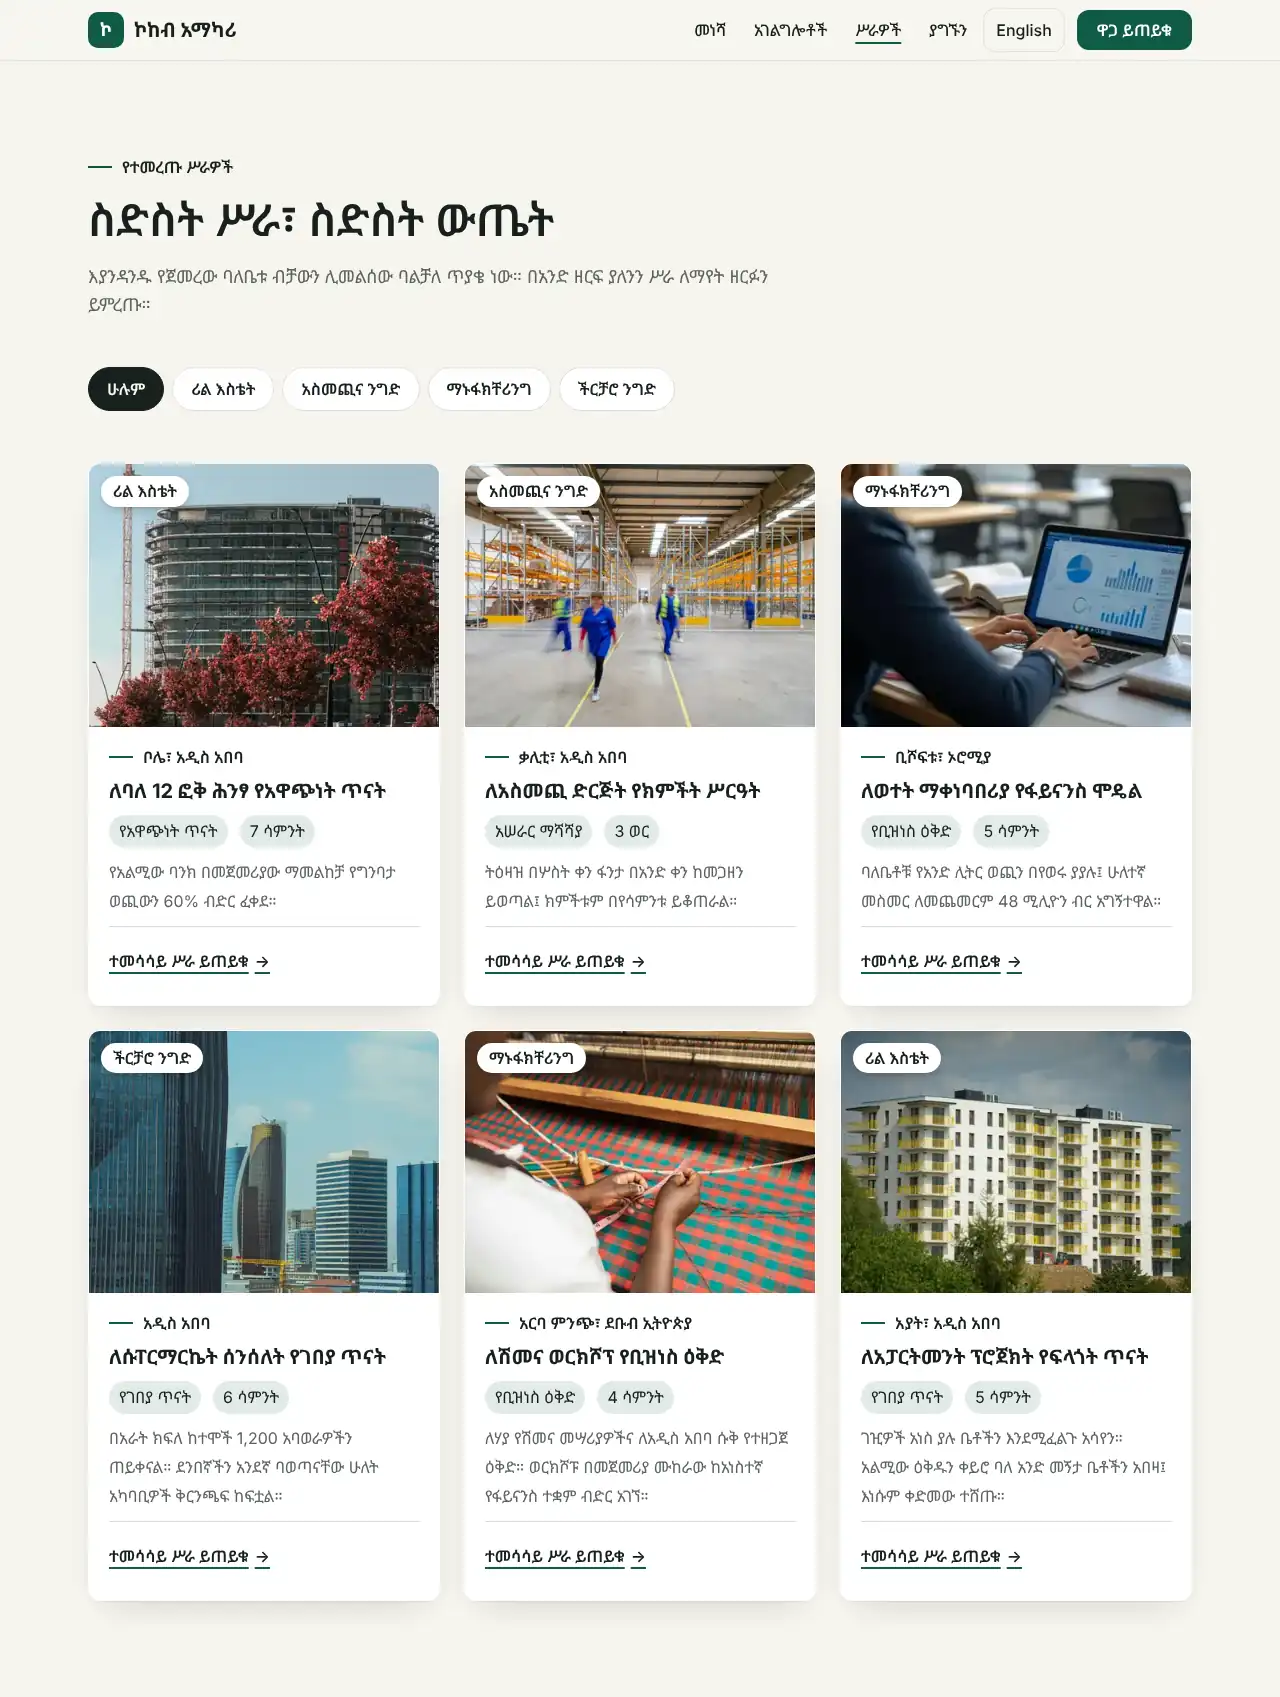 ኮ ኮከብ አማካሪ
መነሻ አገልግሎቶች ሥራዎች ያግኙን English ዋጋ ይጠይቁ
የተመረጡ ሥራዎች
ስድስት ሥራ፣ ስድስት ውጤት
እያንዳንዱ የጀመረው ባለቤቱ ብቻውን ሊመልሰው ባልቻለ ጥያቄ ነው። በአንድ ዘርፍ ያለንን ሥራ ለማየት ዘርፉን
ይምረጡ።
ሁሉም ሪል እስቴት አስመጪና ንግድ ማኑፋክቸሪንግ ችርቻሮ ንግድ
ሪል እስቴት
ቦሌ፣ አዲስ አበባ
ለባለ 12 ፎቅ ሕንፃ የአዋጭነት ጥናት
የአዋጭነት ጥናት 7 ሳምንት
የአልሚው ባንክ በመጀመሪያው ማመልከቻ የግንባታ
ወጪውን 60% ብድር ፈቀደ።
ተመሳሳይ ሥራ ይጠይቁ →
አስመጪና ንግድ
ቃሊቲ፣ አዲስ አበባ
ለአስመጪ ድርጅት የክምችት ሥርዓት
አሠራር ማሻሻያ 3 ወር
ትዕዛዝ በሦስት ቀን ፋንታ በአንድ ቀን ከመጋዘን
ይወጣል፤ ክምችቱም በየሳምንቱ ይቆጠራል።
ተመሳሳይ ሥራ ይጠይቁ →
ማኑፋክቸሪንግ
ቢሾፍቱ፣ ኦሮሚያ
ለወተት ማቀነባበሪያ የፋይናንስ ሞዴል
የቢዝነስ ዕቅድ 5 ሳምንት
ባለቤቶቹ የአንድ ሊትር ወጪን በየወሩ ያያሉ፤ ሁለተኛ
መስመር ለመጨመርም 48 ሚሊዮን ብር አግኝተዋል።
ተመሳሳይ ሥራ ይጠይቁ →
ችርቻሮ ንግድ
አዲስ አበባ
ለሱፐርማርኬት ሰንሰለት የገበያ ጥናት
የገበያ ጥናት 6 ሳምንት
በአራት ክፍለ ከተሞች 1,200 አባወራዎችን
ጠይቀናል። ደንበኛችን አንደኛ ባወጣናቸው ሁለት
አካባቢዎች ቅርንጫፍ ከፍቷል።
ተመሳሳይ ሥራ ይጠይቁ →
ማኑፋክቸሪንግ
አርባ ምንጭ፣ ደቡብ ኢትዮጵያ
ለሽመና ወርክሾፕ የቢዝነስ ዕቅድ
የቢዝነስ ዕቅድ 4 ሳምንት
ለሃያ የሽመና መሣሪያዎችና ለአዲስ አበባ ሱቅ የተዘጋጀ
ዕቅድ። ወርክሾፑ በመጀመሪያ ሙከራው ከአነስተኛ
የፋይናንስ ተቋም ብድር አገኘ።
ተመሳሳይ ሥራ ይጠይቁ →
ሪል እስቴት
አያት፣ አዲስ አበባ
ለአፓርትመንት ፕሮጀክት የፍላጎት ጥናት
የገበያ ጥናት 5 ሳምንት
ገዢዎች አነስ ያሉ ቤቶችን እንደሚፈልጉ አሳየን።
አልሚው ዕቅዱን ቀይሮ ባለ አንድ መኝታ ቤቶችን አበዛ፤
እነሱም ቀድመው ተሸጡ።
ተመሳሳይ ሥራ ይጠይቁ →